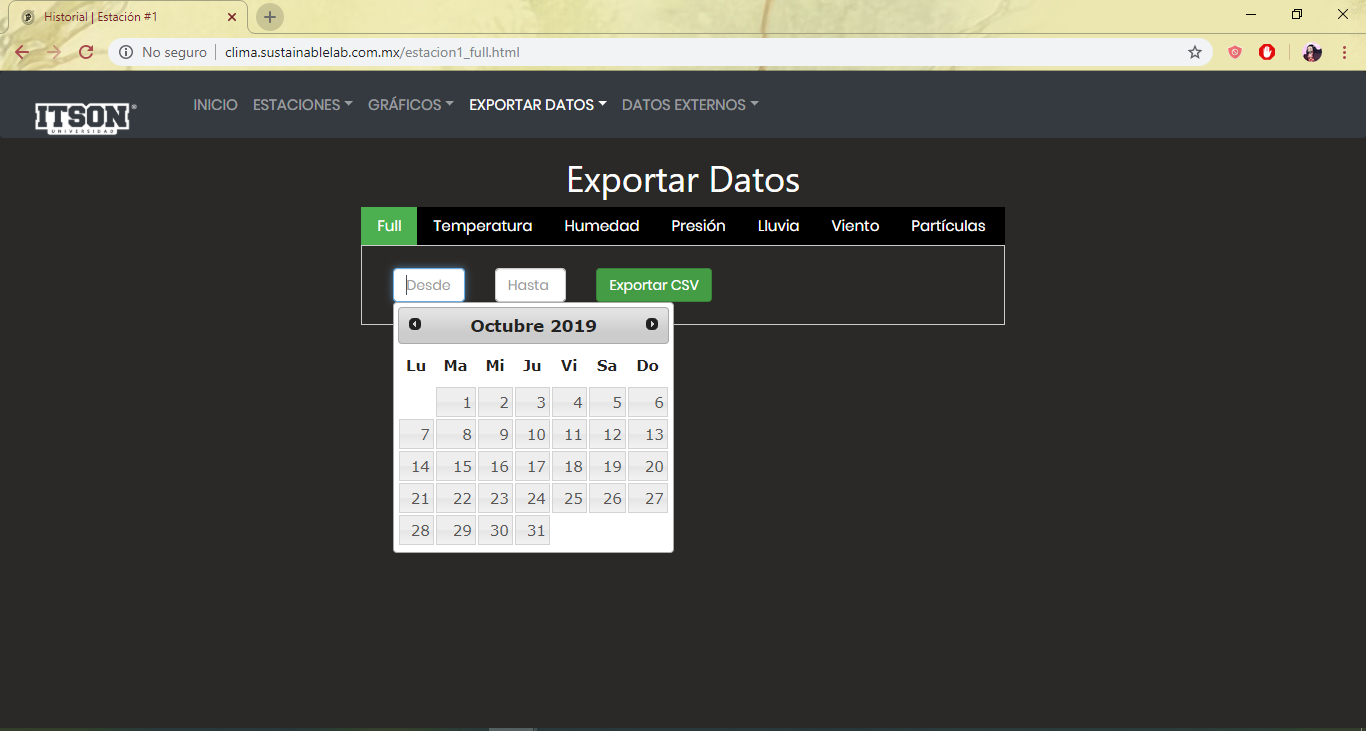 Historial | Estación #1
No seguro | clima.sustainablelab.com.mx/estacion1_full.html
ITSON
UNIVERSIDAD
INICIO ESTACIONES GRÁFICOS EXPORTAR DATOS DATOS EXTERNOS
Exportar Datos
Full Temperatura Humedad Presión Lluvia Viento Partículas
Desde Hasta Exportar CSV
Octubre 2019
Lu Ma Mi Ju Vi Sa Do
1 2 3 4 5 6
7 8 9 10 11 12 13
14 15 16 17 18 19 20
21 22 23 24 25 26 27
28 29 30 31